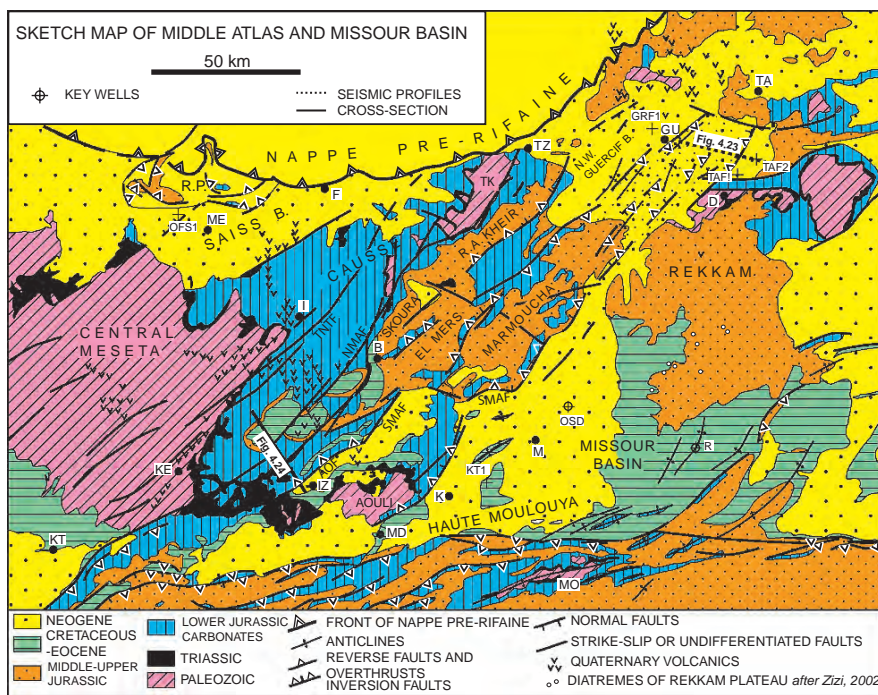 SKETCH MAP OF MIDDLE ATLAS AND MISSOUR BASIN
50 km
KEY WELLS
SEISMIC PROFILES
CROSS-SECTION
NAPPE PRE-RIFAINE
TA
GRF1
GU
Fig. 4.23
TZ
N.W. GUERCIF B.
TAF2
TAF!
D
R.P.
F
TK
OFS1
ME
SAISS B.
R.A KHEIR
REKKAM
CAUSSE
I
TNTF
NMAF
SKOURA
EL MERS
MARMOUCHA
CENTRAL
MESETA
B
SMAF
SMAF
OSD
Fig. 4.24
M
MISSOUR
BASIN
R
KE
AOF
IZ
KT1
K
AOULI
HAUTE MOULOUYA
KT
MD
MO
NEOGENE
CRETACEOUS
-EOCENE
MIDDLE-UPPER
JURASSIC
LOWER JURASSIC
CARBONATES
TRIASSIC
PALEOZOIC
FRONT OF NAPPE PRE-RIFAINE
ANTICLINES
REVERSE FAULTS AND
OVERTHRUSTS
INVERSION FAULTS
NORMAL FAULTS
STRIKE-SLIP OR UNDIFFERENTIATED FAULTS
QUATERNARY VOLCANICS
DIATREMES OF REKKAM PLATEAU after Zizi, 2002